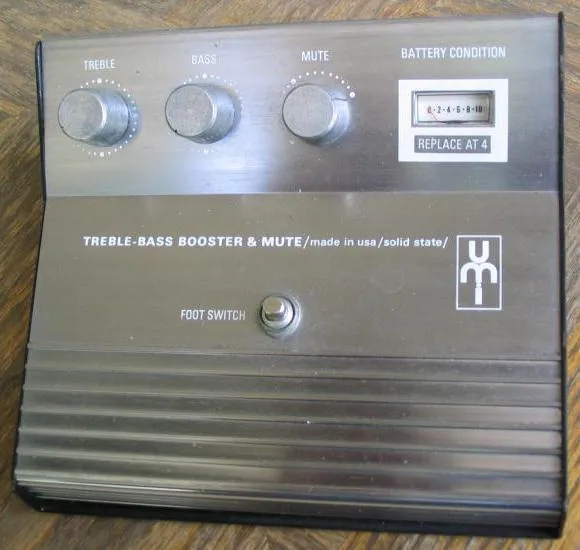 TREBLE
BASS
MUTE
BATTERY CONDITION
0·2·4·6·8·10
REPLACE AT 4
TREBLE-BASS BOOSTER & MUTE/made in usa/solid state/
umi
FOOT SWITCH